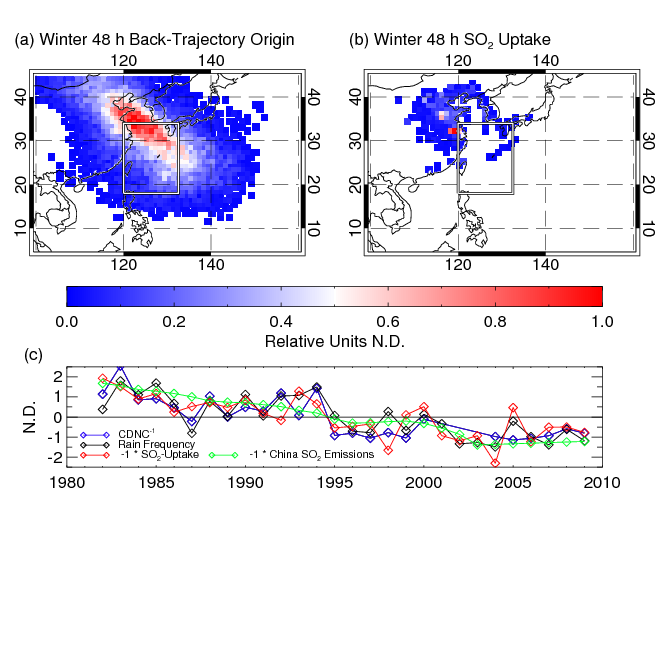 (a) Winter 48 h Back-Trajectory Origin
(b) Winter 48 h SO₂ Uptake
120 140
120 140
40 30 20 10
40 30 20 10
40 30 20 10
40 30 20 10
120 140
120 140
0.0 0.2 0.4 0.6 0.8 1.0
Relative Units N.D.
(c)
N.D.
2
1
0
-1
-2
CDNC⁻¹
Rain Frequency
-1 * SO₂-Uptake
-1 * China SO₂ Emissions
1980 1985 1990 1995 2000 2005 2010